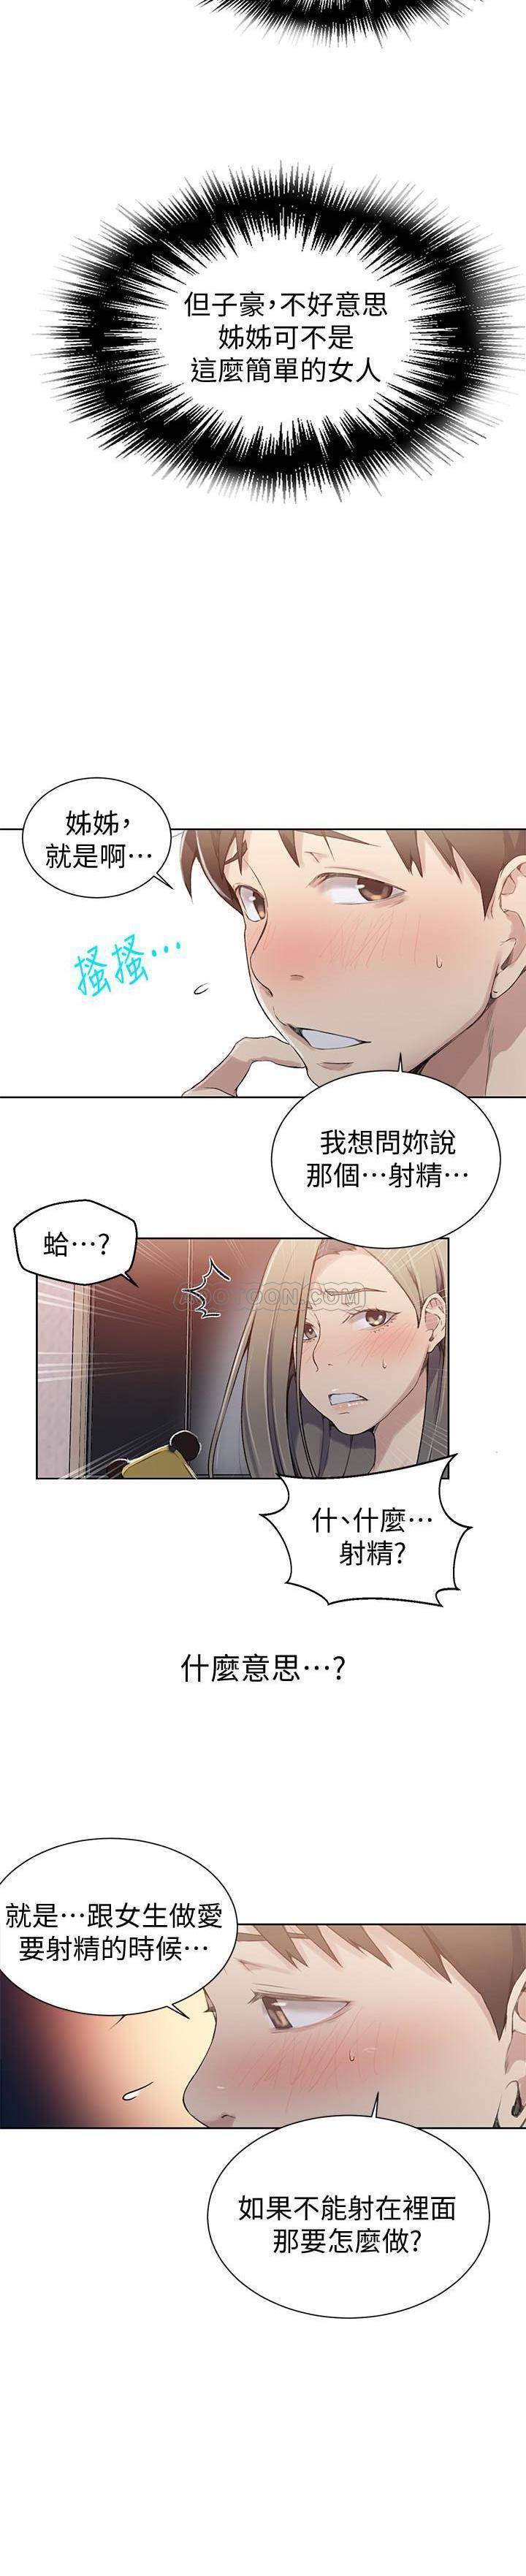 但子豪，不好意思
姊姊可不是
這麼簡單的女人
姊姊，
就是啊…
搔搔…
我想問妳說
那個…射精…
蛤…?
ADDTOON.COM
什、什麼…
射精?
什麼意思…?
就是…跟女生做愛
要射精的時候…
如果不能射在裡面
那要怎麼做?